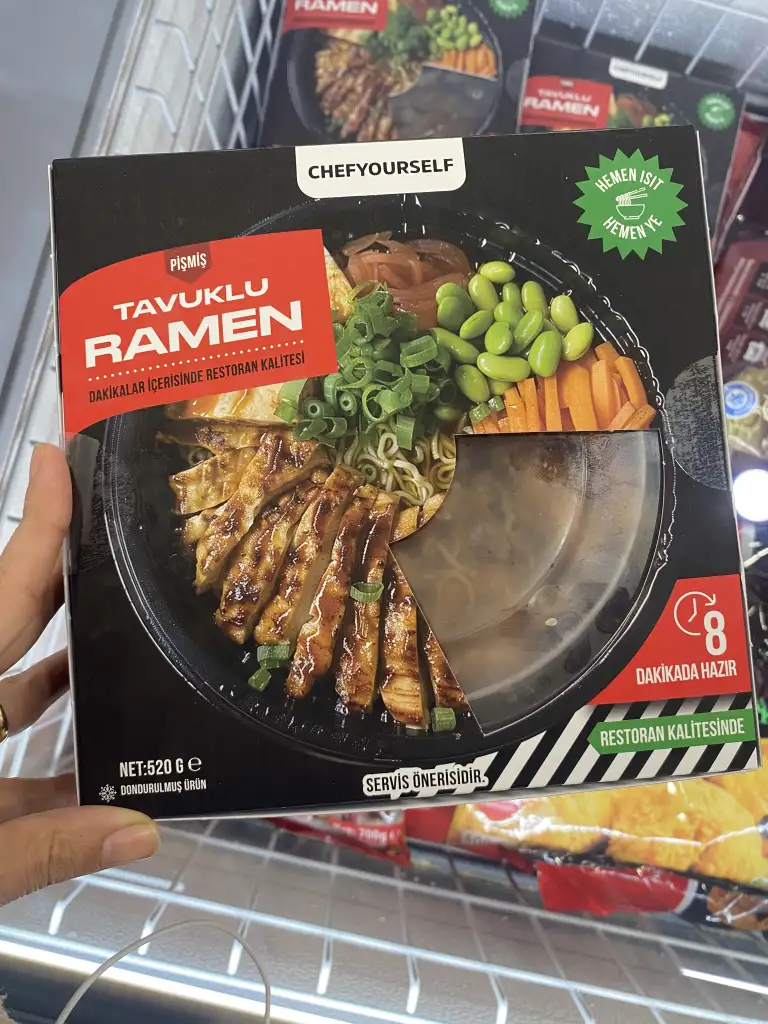 RAMEN
CHEFYOURSELF
TAVUKLU
RAMEN
CHEFYOURSELF
HEMEN ISIT
HEMEN YE
PİŞMİŞ
TAVUKLU
RAMEN
DAKİKALAR İÇERİSİNDE RESTORAN KALİTESİ
8
DAKİKADA HAZIR
RESTORAN KALİTESİNDE
NET:520 G e
DONDURULMUŞ ÜRÜN
SERVİS ÖNERİSİDİR.